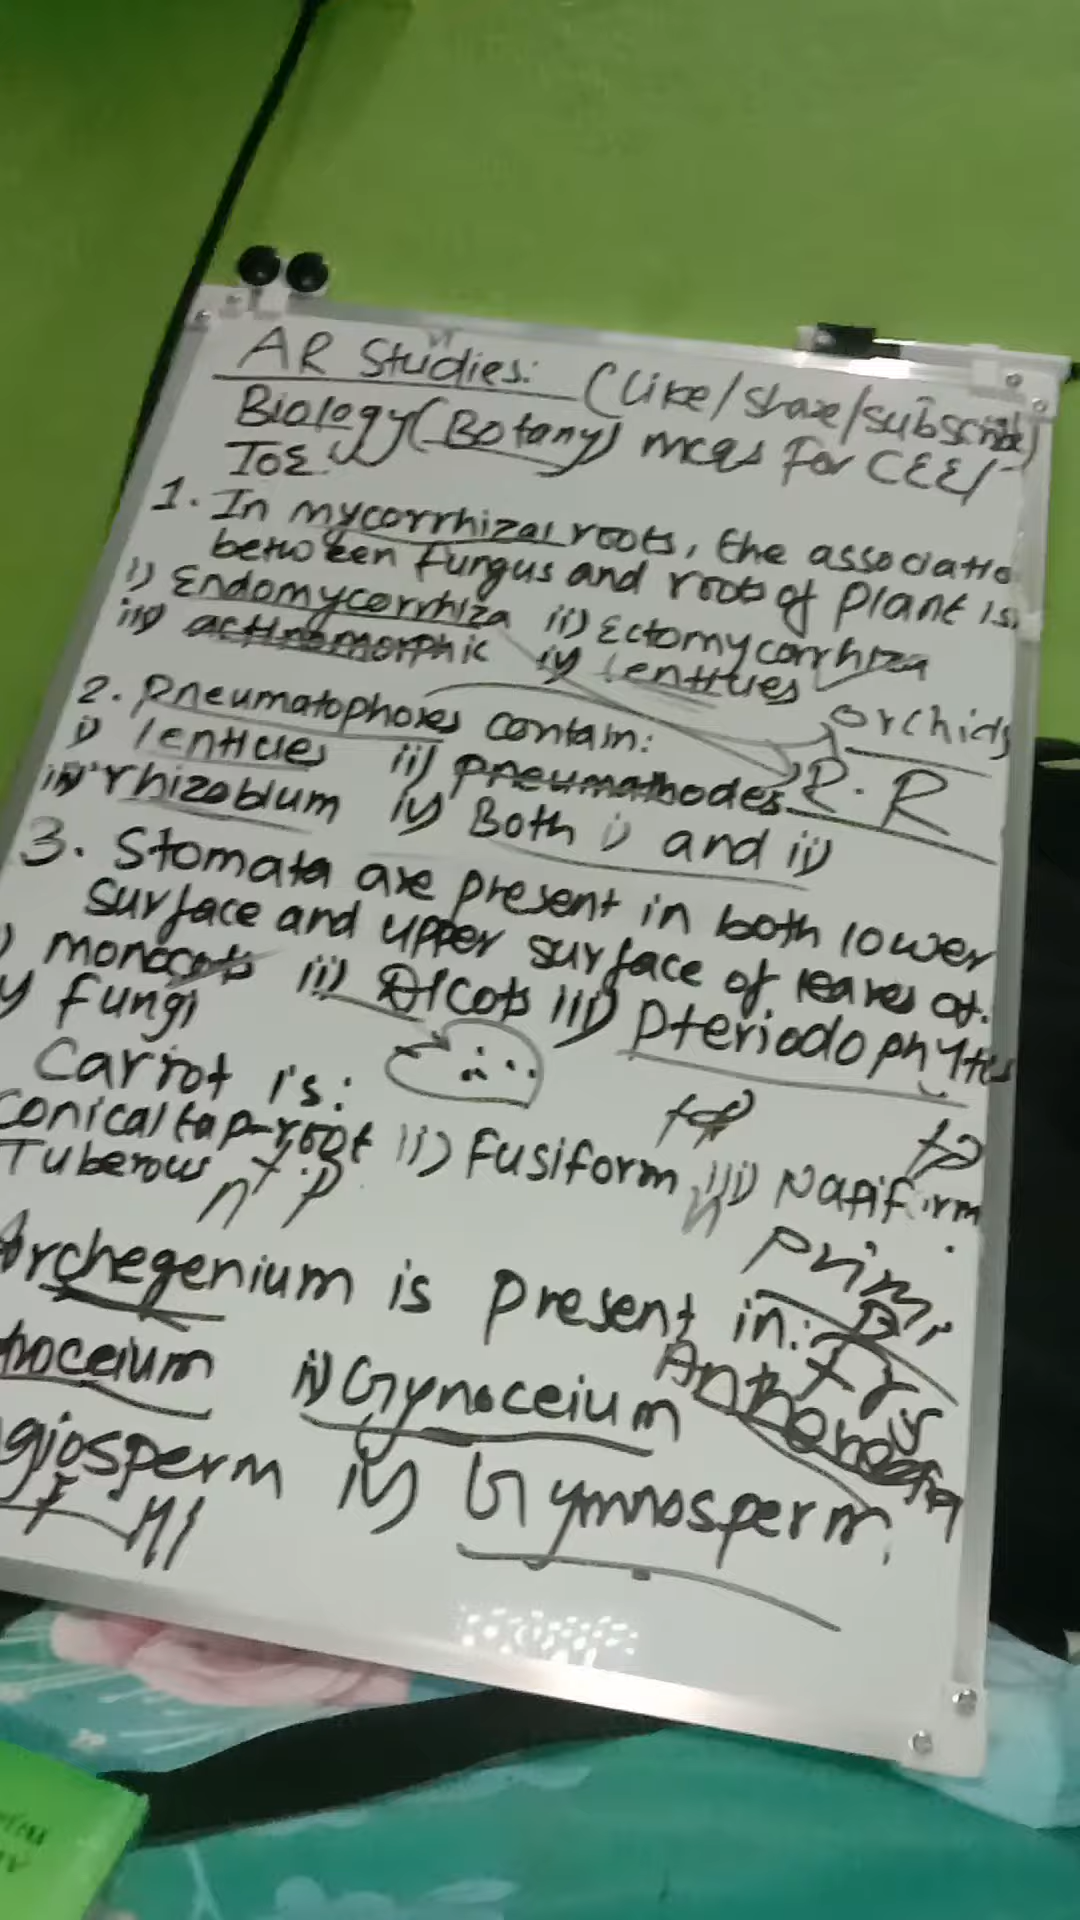 AR Studies: (Like/share/subscribe)
Biology (Botany) mcqs for CEE/
IOE
1. In mycorrhizal roots, the associatio
between fungus and roots of plant is:
i) Endomycorrhiza ii) Ectomycorrhiza
iii) actinomorphic iv) lenticles
orchids
2. Pneumatophores contain:
i) lenticles ii) pneumathodes
R.R
iii) rhizobium iv) Both i) and ii)
3. Stomata are present in both lower
surface and upper surface of leaves of:
) monocots ii) Dicots iii) Pteriodophytes
) fungi
Carrot is:
conical tap-root ii) Fusiform iii) Napiform
Tuberous
Archegenium is present in:
ii) Gynoceium
giosperm iv) Gymnosperm